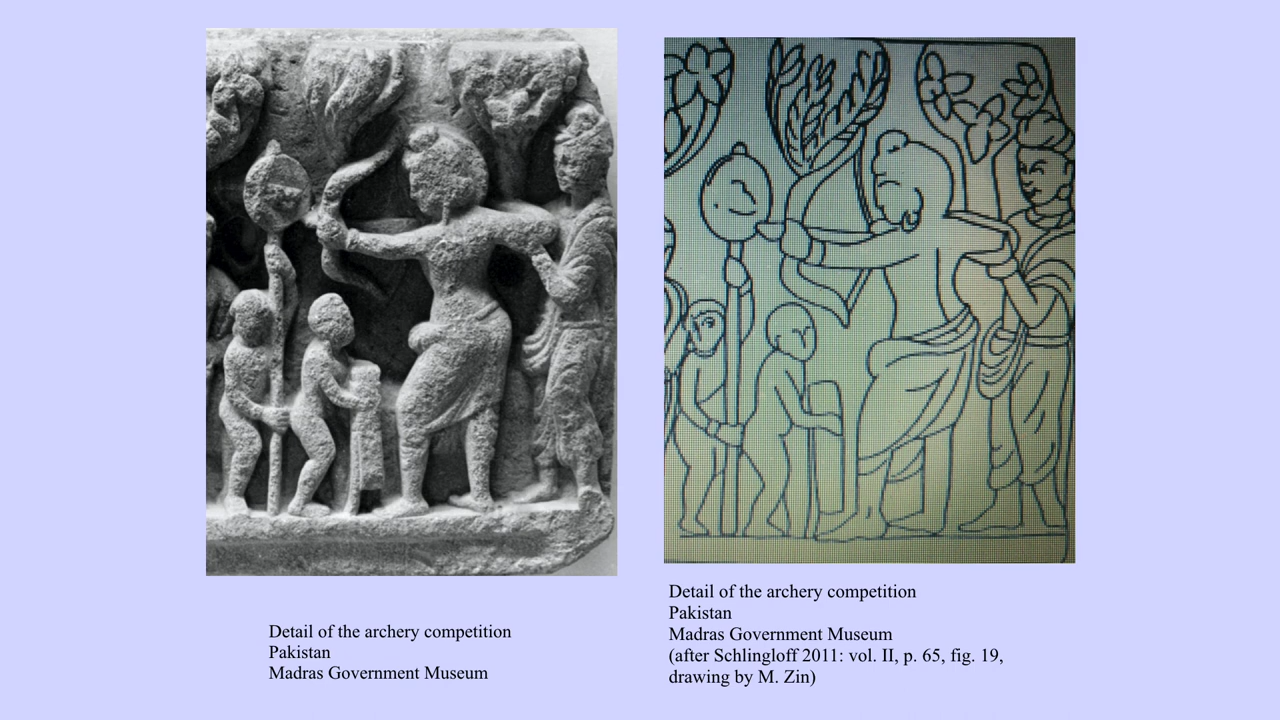 Detail of the archery competition
Pakistan
Madras Government Museum
Detail of the archery competition
Pakistan
Madras Government Museum
(after Schlingloff 2011: vol. II, p. 65, fig. 19,
drawing by M. Zin)